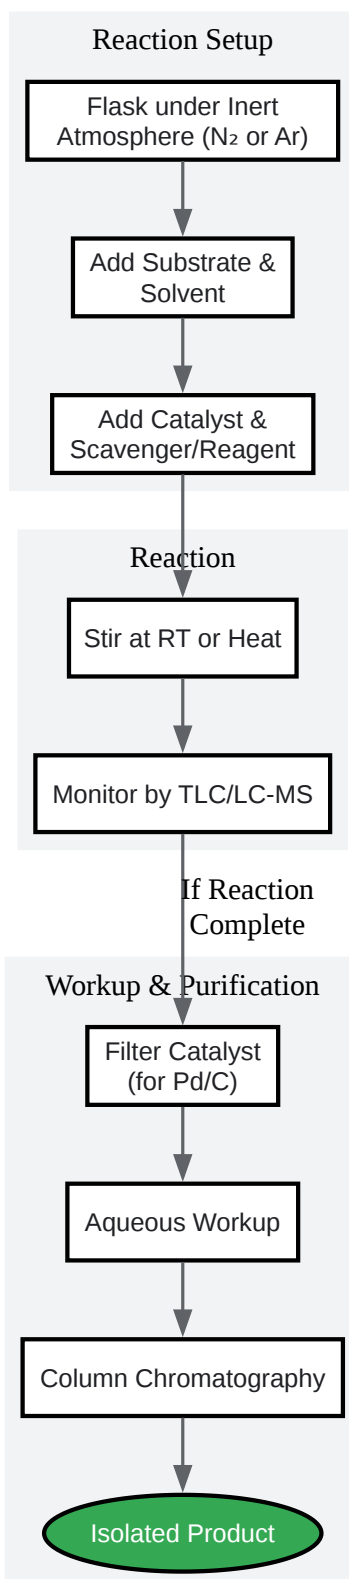 Reaction Setup
Flask under Inert
Atmosphere (N₂ or Ar)
Add Substrate &
Solvent
Add Catalyst &
Scavenger/Reagent
Reaction
Stir at RT or Heat
Monitor by TLC/LC-MS
If Reaction
Complete
Workup & Purification
Filter Catalyst
(for Pd/C)
Aqueous Workup
Column Chromatography
Isolated Product